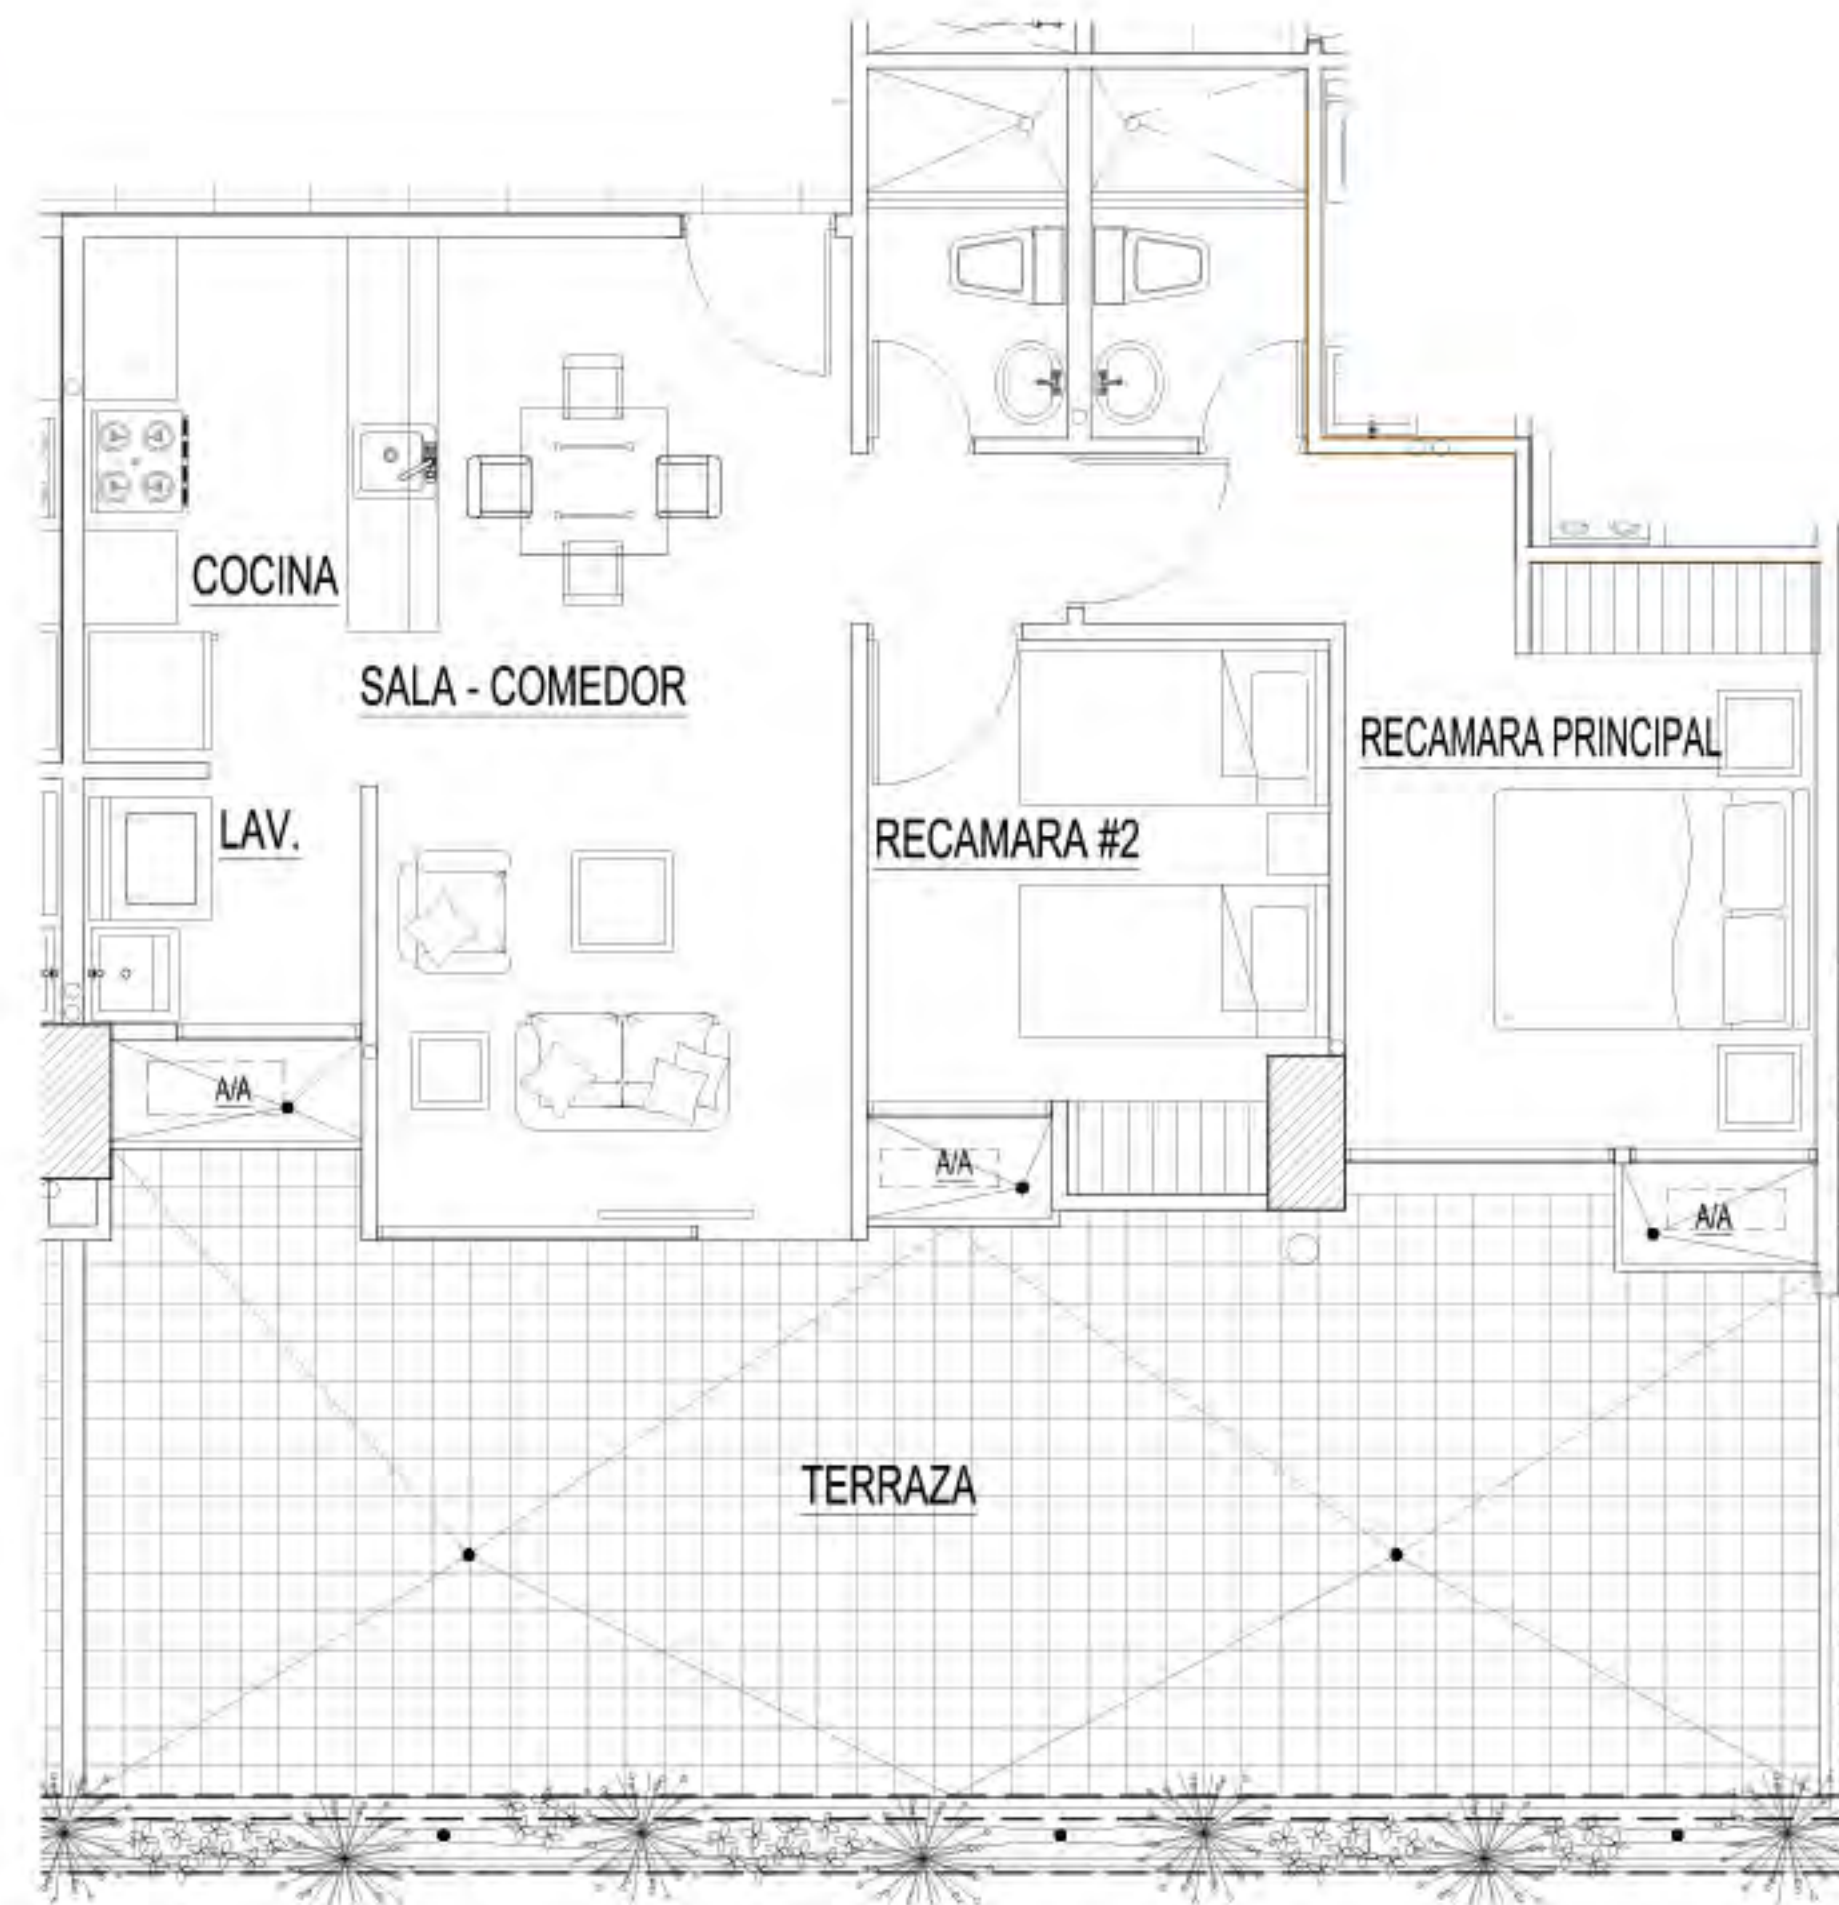 COCINA
SALA - COMEDOR
RECAMARA PRINCIPAL
LAV.
RECAMARA #2
A/A
A/A
A/A
TERRAZA